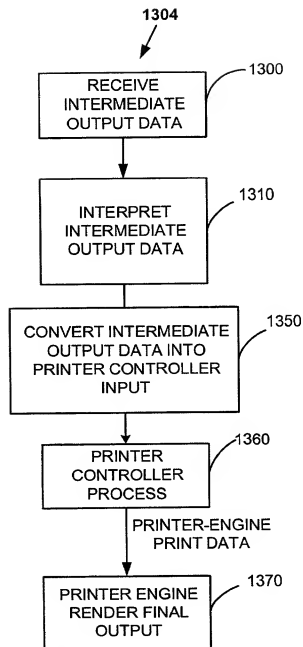 1304
RECEIVE
INTERMEDIATE
OUTPUT DATA
1300
INTERPRET
INTERMEDIATE
OUTPUT DATA
1310
CONVERT INTERMEDIATE
OUTPUT DATA INTO
PRINTER CONTROLLER
INPUT
1350
PRINTER
CONTROLLER
PROCESS
1360
PRINTER-ENGINE
PRINT DATA
PRINTER ENGINE
RENDER FINAL
OUTPUT
1370